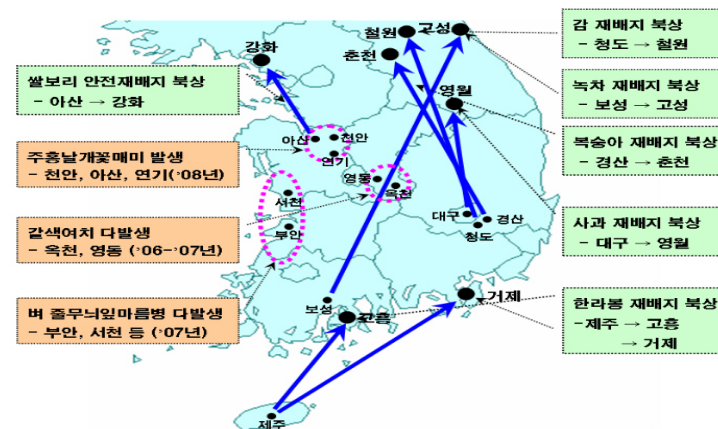 쌀보리 안전재배지 북상
- 아산 → 강화
주홍날개꽃매미 발생
- 천안, 아산, 연기('08년)
갈색여치 다발생
- 옥천, 영동 ('06-'07년)
벼 줄무늬잎마름병 다발생
- 부안, 서천 등 ('07년)
강화
철원
고성
춘천
영월
아산
천안
연기
영동
옥천
서천
부안
대구
경산
청도
보성
고흥
거제
제주
감 재배지 북상
- 청도 → 철원
녹차 재배지 북상
- 보성 → 고성
복숭아 재배지 북상
- 경산 → 춘천
사과 재배지 북상
- 대구 → 영월
한라봉 재배지 북상
-제주 → 고흥
→ 거제